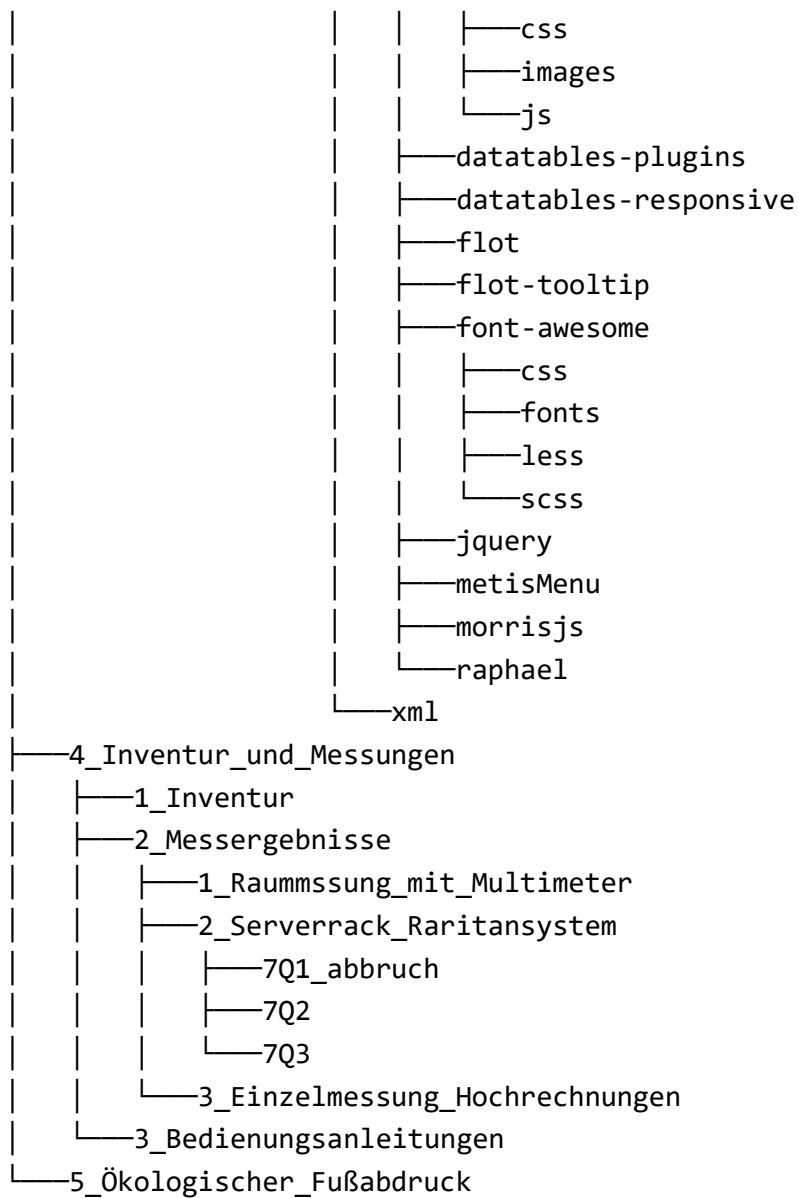 │                   │   │   ├───css
│                   │   │   ├───images
│                   │   │   └───js
│                   │   ├───datatables-plugins
│                   │   ├───datatables-responsive
│                   │   ├───flot
│                   │   ├───flot-tooltip
│                   │   ├───font-awesome
│                   │   │   ├───css
│                   │   │   ├───fonts
│                   │   │   ├───less
│                   │   │   └───scss
│                   │   ├───jquery
│                   │   ├───metisMenu
│                   │   ├───morrisjs
│                   │   └───raphael
│                   └───xml
├───4_Inventur_und_Messungen
│   ├───1_Inventur
│   ├───2_Messergebnisse
│   │   ├───1_Raummssung_mit_Multimeter
│   │   ├───2_Serverrack_Raritansystem
│   │   │   ├───7Q1_abbruch
│   │   │   ├───7Q2
│   │   │   └───7Q3
│   │   └───3_Einzelmessung_Hochrechnungen
│   └───3_Bedienungsanleitungen
└───5_Ökologischer_Fußabdruck